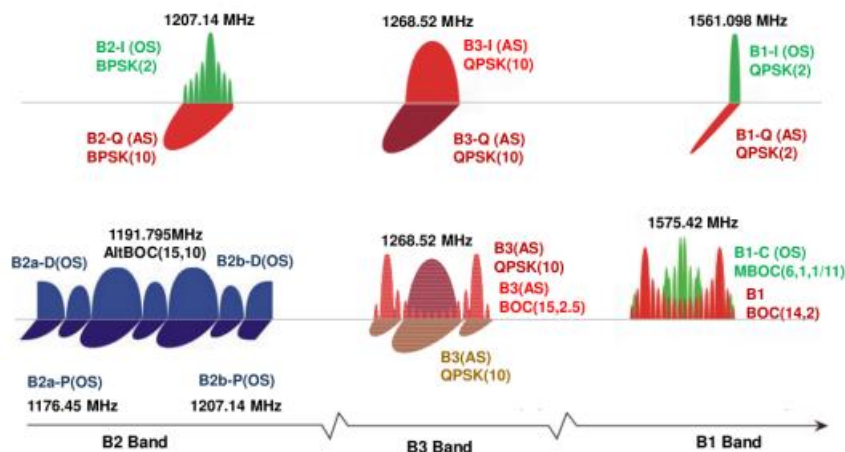 1207.14 MHz
1268.52 MHz
1561.098 MHz
B2-I (OS)
BPSK(2)
B3-I (AS)
QPSK(10)
B1-I (OS)
QPSK(2)
B2-Q (AS)
BPSK(10)
B3-Q (AS)
QPSK(10)
B1-Q (AS)
QPSK(2)
1191.795MHz
AltBOC(15,10)
B2a-D(OS)
B2b-D(OS)
1268.52 MHz
B3(AS)
QPSK(10)
B3(AS)
BOC(15,2.5)
1575.42 MHz
B1-C (OS)
MBOC(6,1,1/11)
B1
BOC(14,2)
B3(AS)
QPSK(10)
B2a-P(OS)
B2b-P(OS)
1176.45 MHz
1207.14 MHz
B2 Band
B3 Band
B1 Band